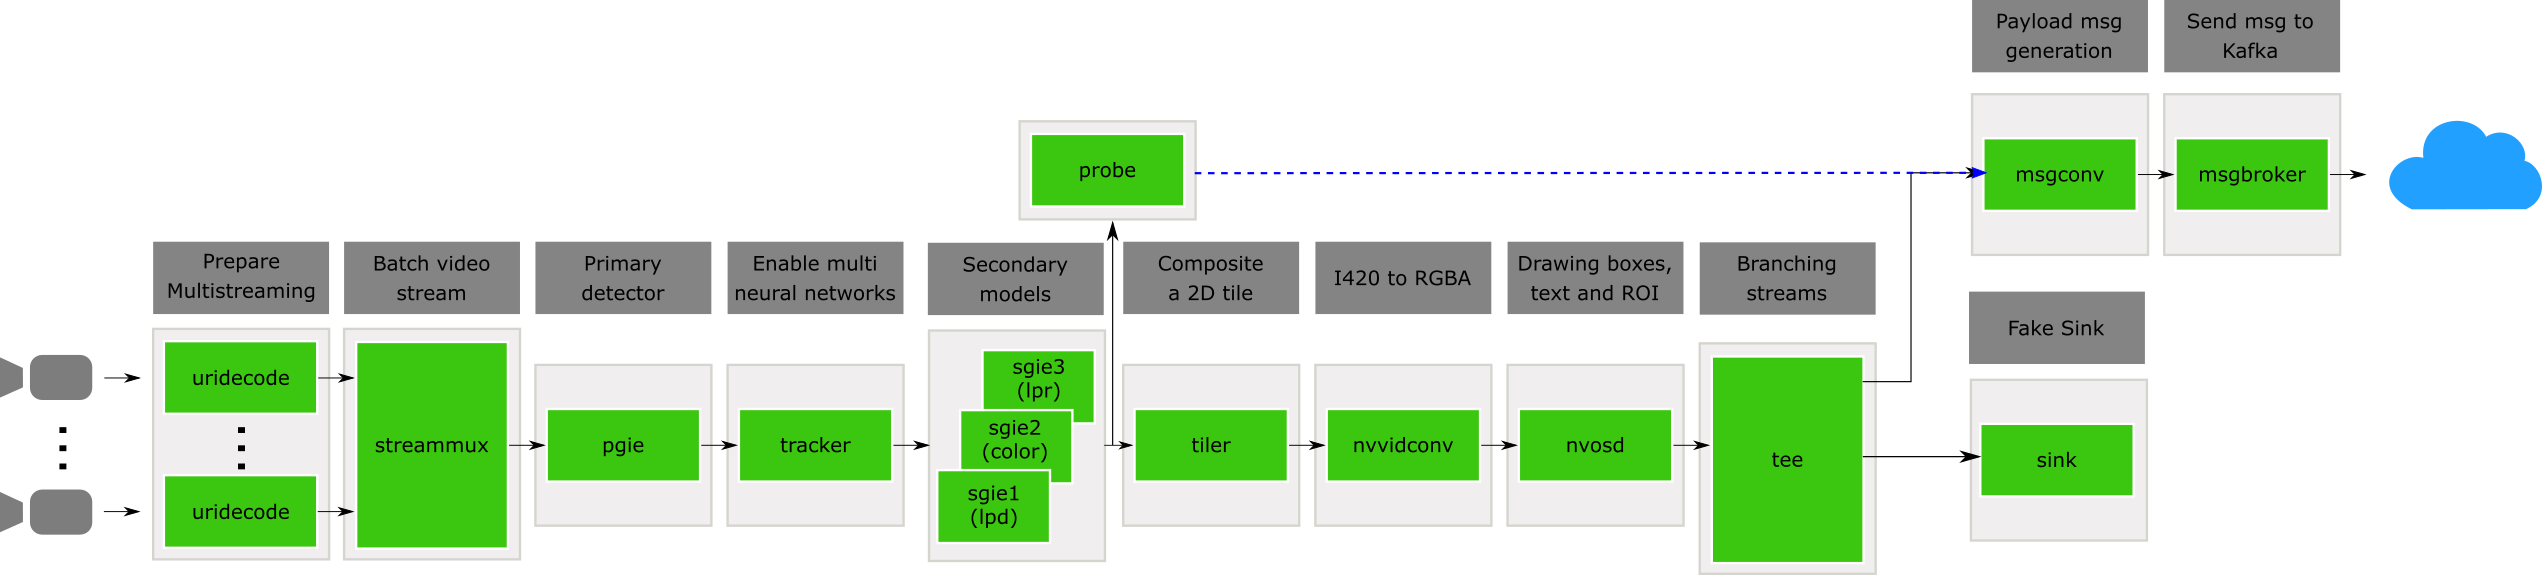 Payload msg
generation
Send msg to
Kafka
probe
msgconv
msgbroker
Prepare
Multistreaming
Batch video
stream
Primary
detector
Enable multi
neural networks
Secondary
models
Composite
a 2D tile
I420 to RGBA
Drawing boxes,
text and ROI
Branching
streams
Fake Sink
uridecode
uridecode
streammux
pgie
tracker
sgie3
(lpr)
sgie2
(color)
sgie1
(lpd)
tiler
nvvidconv
nvosd
tee
sink